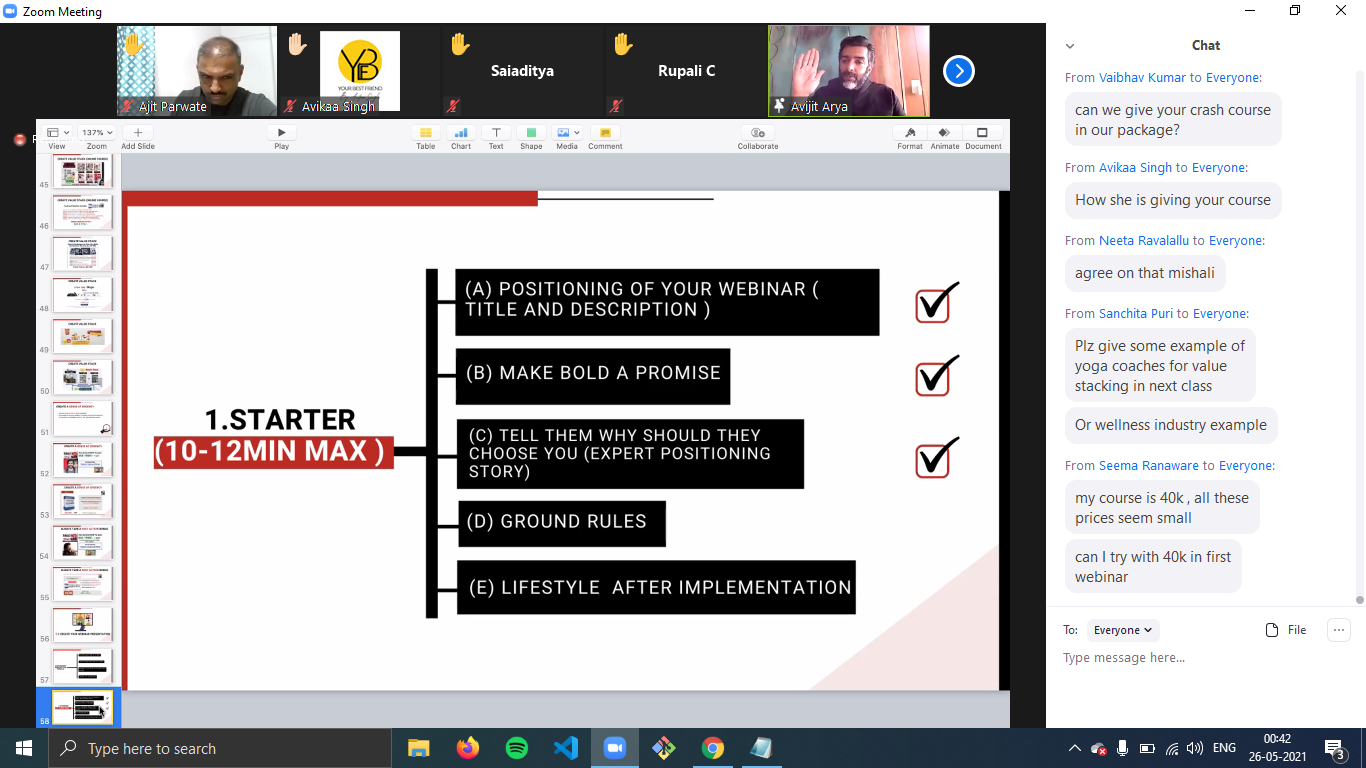 Zoom Meeting
Ajit Parwate
YBF
YOUR BEST FRIEND
Avikaa Singh
Saiaditya
Rupali C
Avijit Arya
View
137%
Zoom
Add Slide
Play
Table
Chart
Text
Shape
Media
Comment
Collaborate
Format
Animate
Document
45
46
47
48
49
50
51
52
53
54
55
56
57
58
1.STARTER
(10-12MIN MAX )
(A) POSITIONING OF YOUR WEBINAR (
TITLE AND DESCRIPTION )
(B) MAKE BOLD A PROMISE
(C) TELL THEM WHY SHOULD THEY
CHOOSE YOU (EXPERT POSITIONING
STORY)
(D) GROUND RULES
(E) LIFESTYLE AFTER IMPLEMENTATION
Chat
From Vaibhav Kumar to Everyone:
can we give your crash course
in our package?
From Avikaa Singh to Everyone:
How she is giving your course
From Neeta Ravalallu to Everyone:
agree on that mishali
From Sanchita Puri to Everyone:
Plz give some example of
yoga coaches for value
stacking in next class
Or wellness industry example
From Seema Ranaware to Everyone:
my course is 40k , all these
prices seem small
can I try with 40k in first
webinar
To: Everyone
File
Type message here...
Type here to search
ENG
00:42
26-05-2021
3